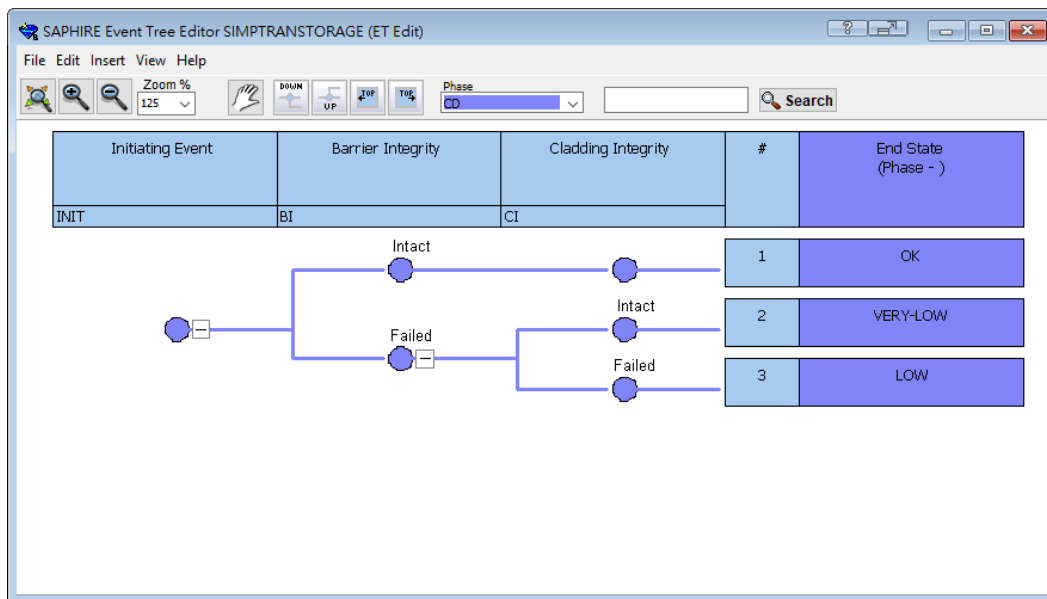 SAPHIRE Event Tree Editor SIMPTRANSTORAGE (ET Edit)
File Edit Insert View Help
Zoom %
125
DOWN
UP
TOP
TOP
Phase
CD
Search
Initiating Event
Barrier Integrity
Cladding Integrity
#
End State
(Phase - )
INIT
BI
CI
Intact
1
OK
Intact
2
VERY-LOW
Failed
Failed
3
LOW